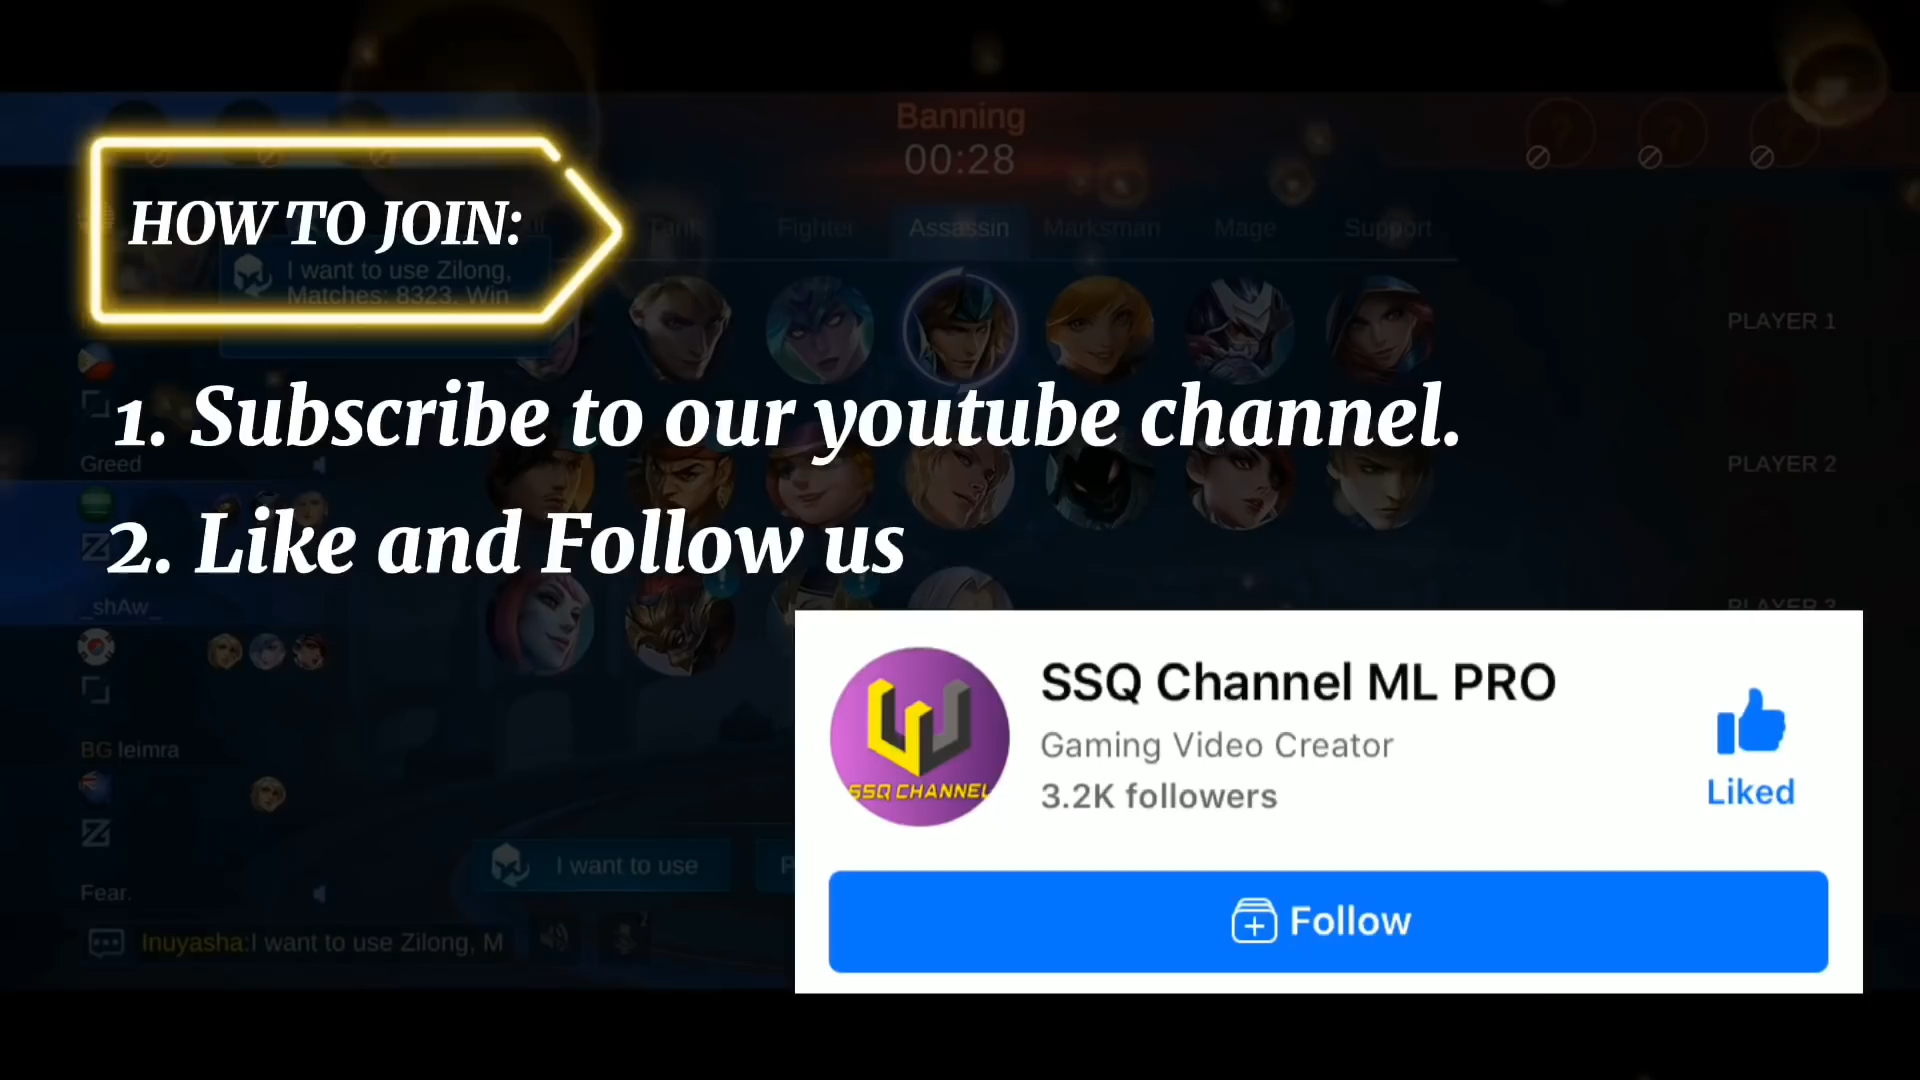 Banning
00:28
HOW TO JOIN:
Tank Fighter Assassin Marksman Mage Support
I want to use Zilong,
Matches: 8323, Win
PLAYER 1
1. Subscribe to our youtube channel.
Greed
PLAYER 2
2. Like and Follow us
_shAw_
PLAYER 3
SSQ Channel ML PRO
Gaming Video Creator
3.2K followers
Liked
SSQ CHANNEL
BG leimra
I want to use
Fear.
Follow
Inuyasha:I want to use Zilong, M